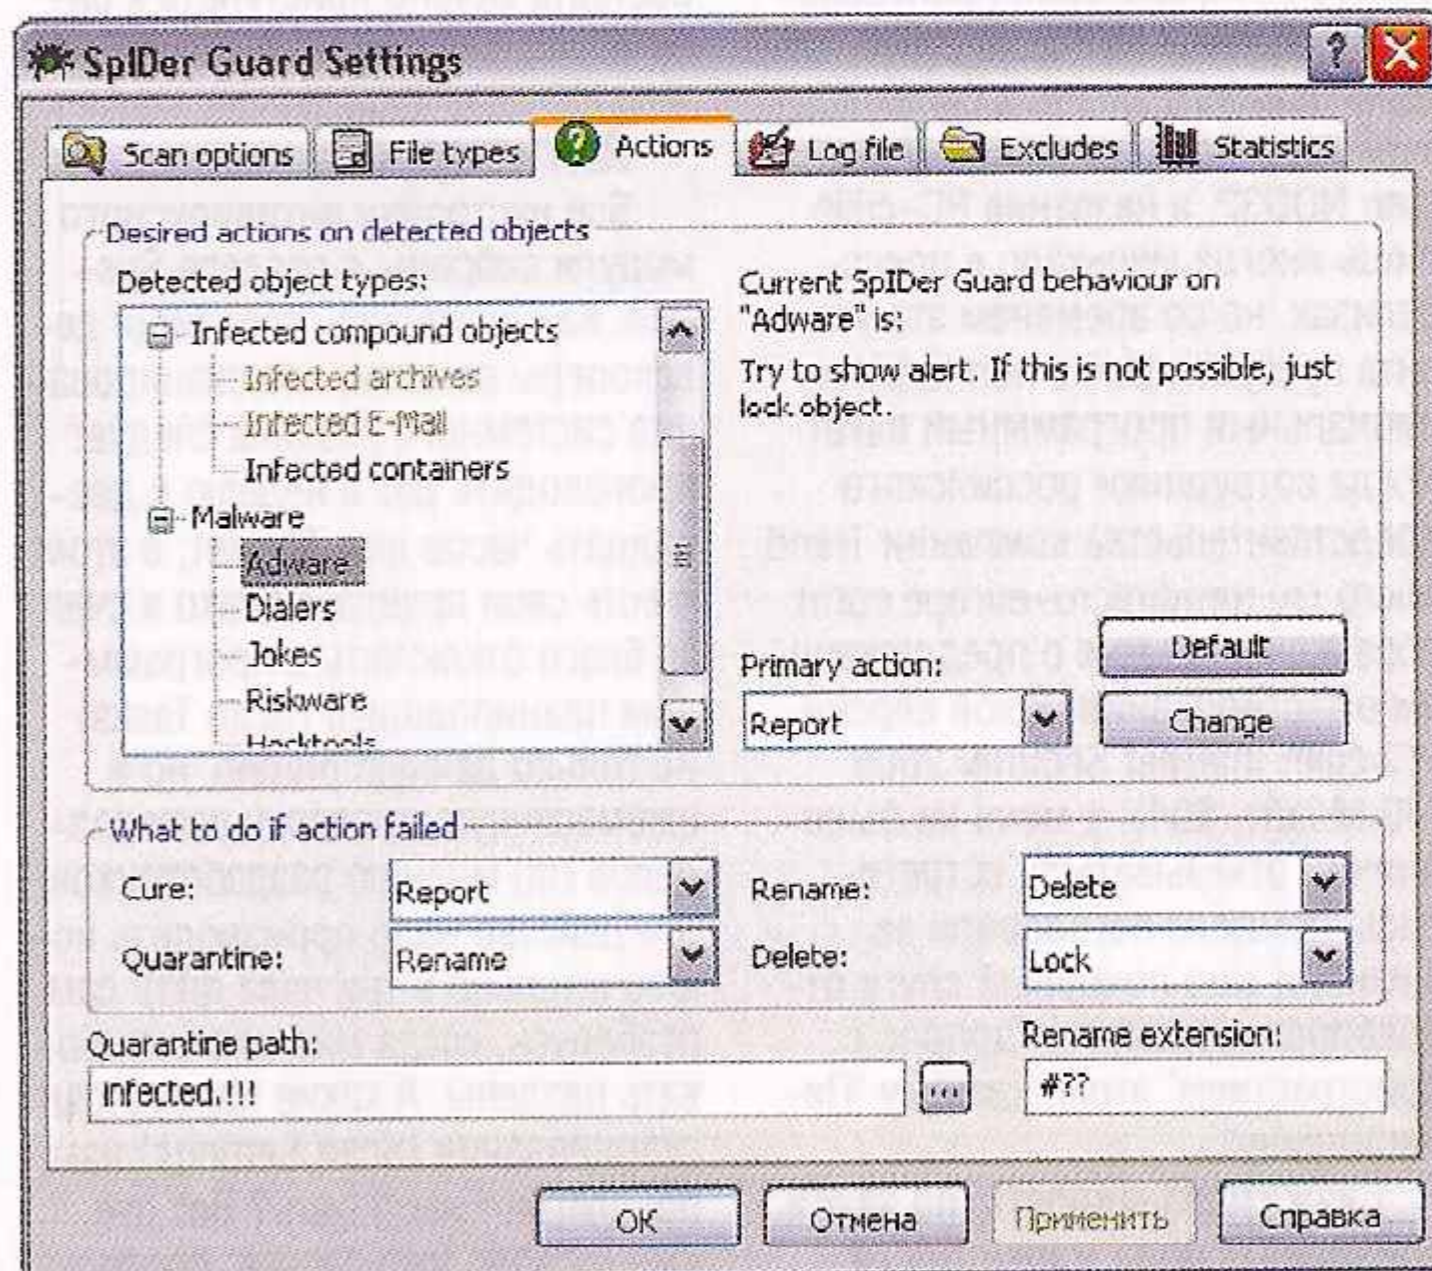 SpIDer Guard Settings
Scan options
File types
Actions
Log file
Excludes
Statistics
Desired actions on detected objects
Detected object types:
Infected compound objects
Infected archives
Infected E-Mail
Infected containers
Malware
Adware
Dialers
Jokes
Riskware
Hacktools
Current SpIDer Guard behaviour on
"Adware" is:
Try to show alert. If this is not possible, just
lock object.
Primary action:
Report
Default
Change
What to do if action failed
Cure:
Report
Rename:
Delete
Quarantine:
Rename
Delete:
Lock
Quarantine path:
infected.!!!
...
Rename extension:
#??
OK
Отмена
Применить
Справка